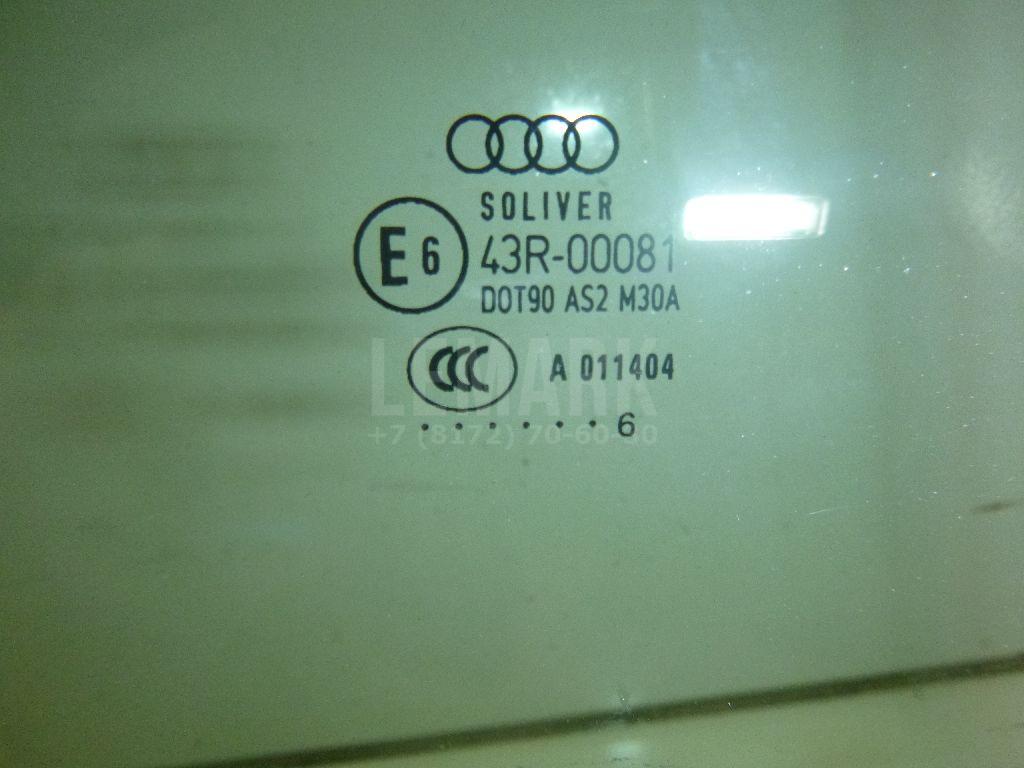 SOLIVER
E6 43R-00081
DOT90 AS2 M30A
CCC A 011404
. . . . . . 6
LEMARK
+7 (8172) 70-60-40